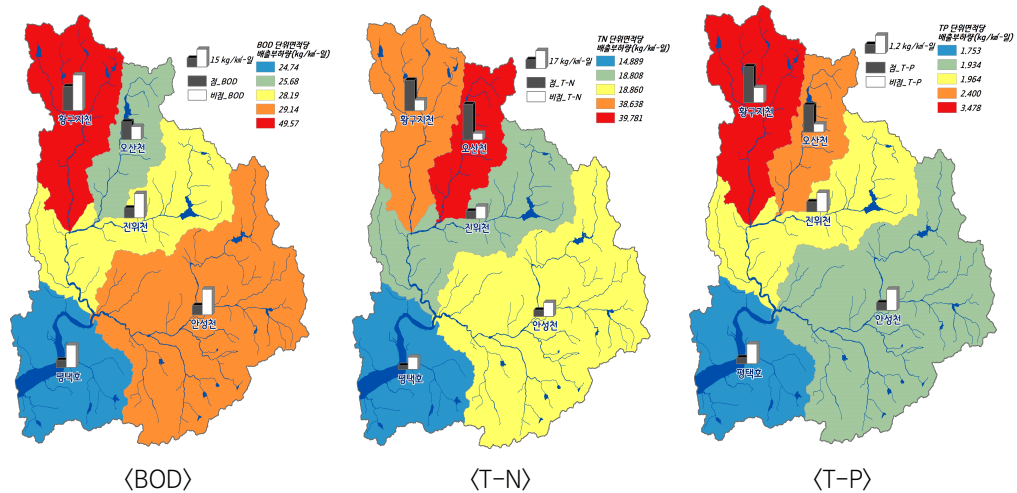 BOD 단위면적당
배출부하량(kg/㎢-일)
15 kg/㎢-일
점_BOD
비점_BOD
24.74
25.68
28.19
29.14
49.57
황구지천
오산천
진위천
안성천
평택호
〈BOD〉
TN 단위면적당
배출부하량(kg/㎢-일)
17 kg/㎢-일
점_T-N
비점_T-N
14.889
18.808
18.860
38.638
39.781
황구지천
오산천
진위천
안성천
평택호
〈T-N〉
TP 단위면적당
배출부하량(kg/㎢-일)
1.2 kg/㎢-일
점_T-P
비점_T-P
1.753
1.934
1.964
2.400
3.478
황구지천
오산천
진위천
안성천
평택호
〈T-P〉